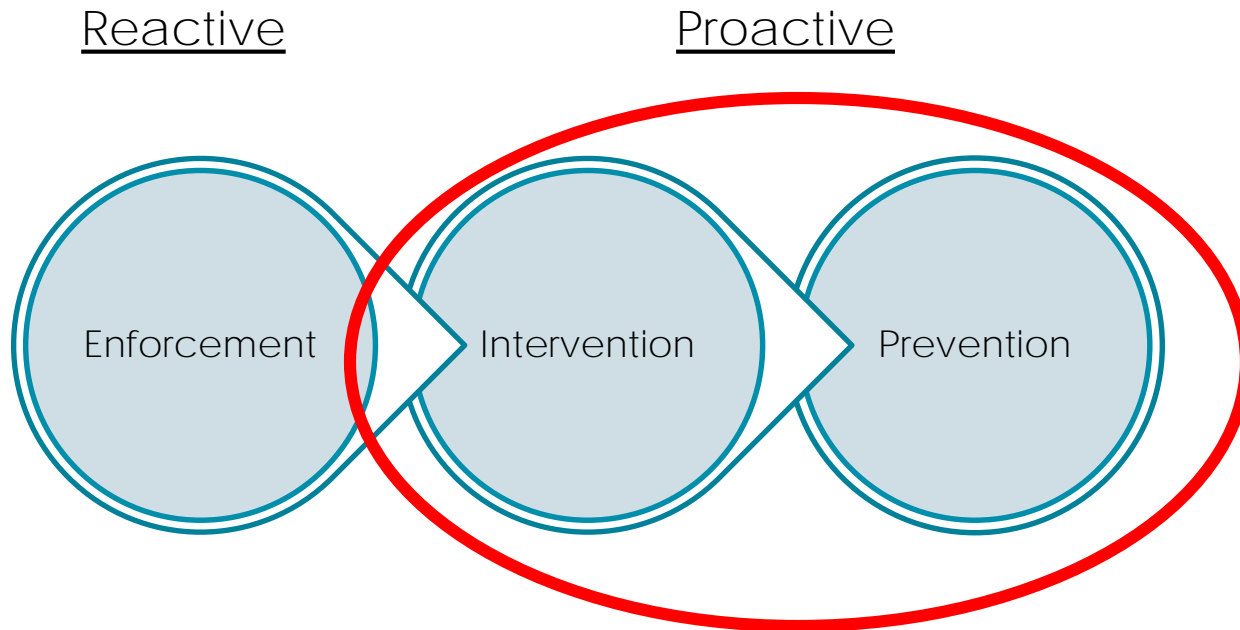 Reactive
Proactive
Enforcement
Intervention
Prevention